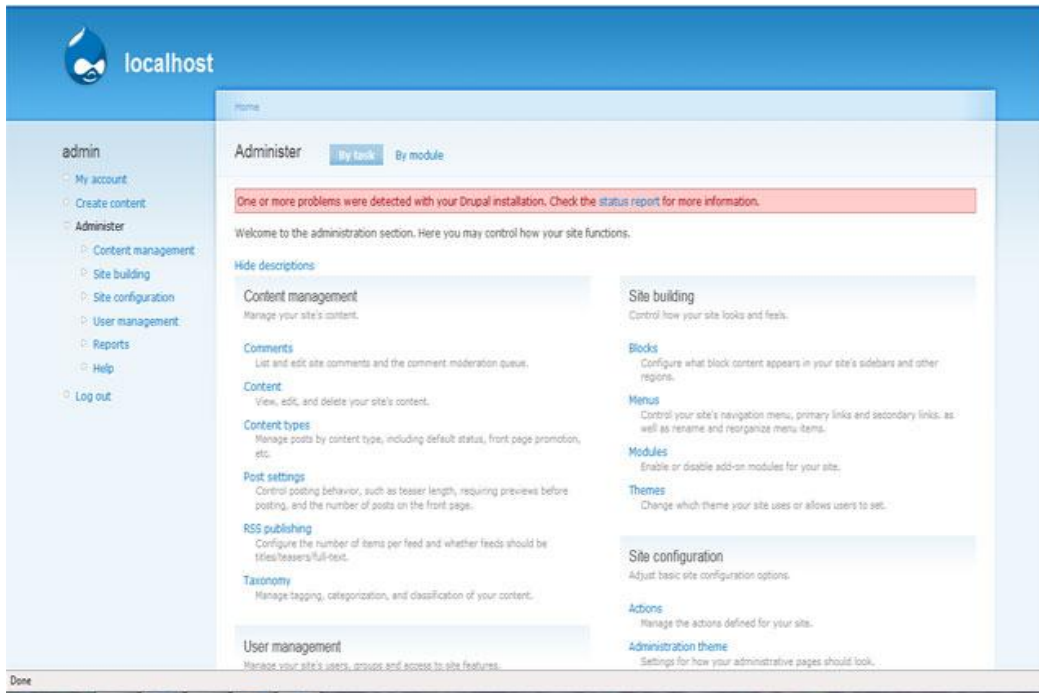 localhost
Home
admin
My account
Create content
Administer
Content management
Site building
Site configuration
User management
Reports
Help
Log out
Administer
By task
By module
One or more problems were detected with your Drupal installation. Check the status report for more information.
Welcome to the administration section. Here you may control how your site functions.
Hide descriptions
Content management
Manage your site's content.
Comments
List and edit site comments and the comment moderation queue.
Content
View, edit, and delete your site's content.
Content types
Manage posts by content type, including default status, front page promotion,
etc.
Post settings
Control posting behavior, such as teaser length, requiring previews before
posting, and the number of posts on the front page.
RSS publishing
Configure the number of items per feed and whether feeds should be
titles/teasers/full-text.
Taxonomy
Manage tagging, categorization, and classification of your content.
User management
Manage your site's users, groups and access to site features.
Site building
Control how your site looks and feels.
Blocks
Configure what block content appears in your site's sidebars and other
regions.
Menus
Control your site's navigation menu, primary links and secondary links, as
well as rename and reorganize menu items.
Modules
Enable or disable add-on modules for your site.
Themes
Change which theme your site uses or allows users to set.
Site configuration
Adjust basic site configuration options.
Actions
Manage the actions defined for your site.
Administration theme
Settings for how your administrative pages should look.
Done